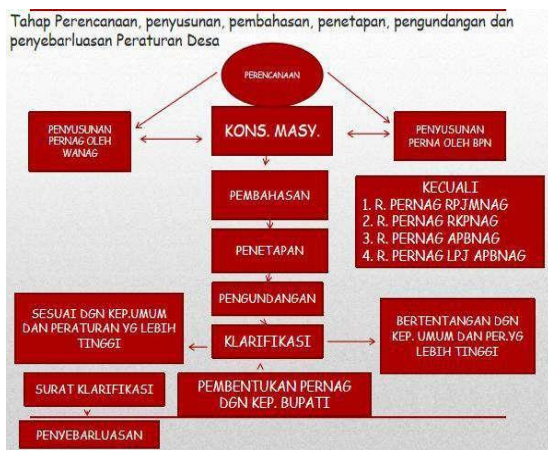 Tahap Perencanaan, penyusunan, pembahasan, penetapan, pengundangan dan
penyebarluasan Peraturan Desa
PERENCANAAN
PENYUSUNAN
PERNAG OLEH
WANAG
KONS. MASY.
PENYUSUNAN
PERNA OLEH BPN
PEMBAHASAN
KECUALI
1. R. PERNAG RPJMNAG
2. R. PERNAG RKPNAG
3. R. PERNAG APBNAG
4. R. PERNAG LPJ APBNAG
PENETAPAN
PENGUNDANGAN
SESUAI DGN KEP.UMUM
DAN PERATURAN YG LEBIH
TINGGI
KLARIFIKASI
BERTENTANGAN DGN
KEP. UMUM DAN PER.YG
LEBIH TINGGI
SURAT KLARIFIKASI
PEMBENTUKAN PERNAG
DGN KEP. BUPATI
PENYEBARLUASAN